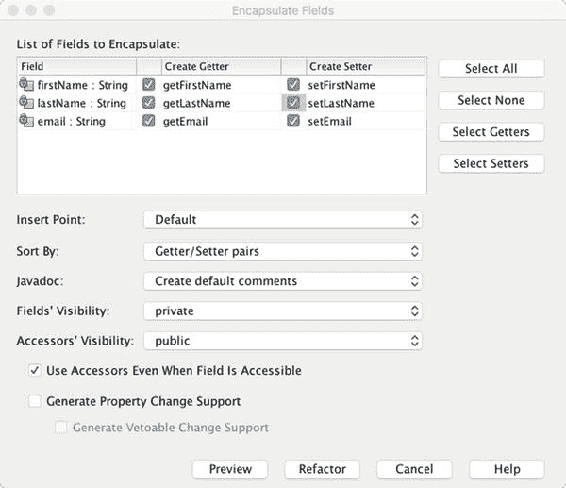 Encapsulate Fields
List of Fields to Encapsulate:
Field Create Getter Create Setter
firstName : String getFirstName setFirstName
lastName : String getLastName setLastName
email : String getEmail setEmail
Select All
Select None
Select Getters
Select Setters
Insert Point: Default
Sort By: Getter/Setter pairs
Javadoc: Create default comments
Fields' Visibility: private
Accessors' Visibility: public
Use Accessors Even When Field Is Accessible
Generate Property Change Support
Generate Vetoable Change Support
Preview Refactor Cancel Help